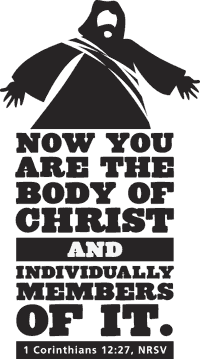 NOW YOU
ARE THE
BODY OF
CHRIST
AND
INDIVIDUALLY
MEMBERS
OF IT.
1 Corinthians 12:27, NRSV